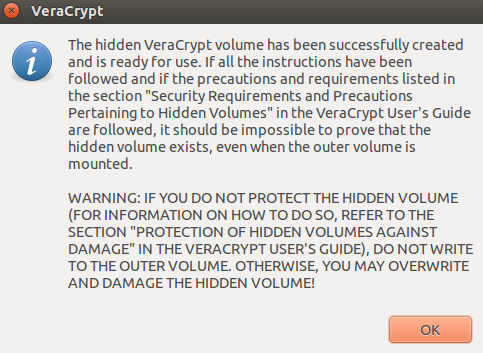 VeraCrypt
The hidden VeraCrypt volume has been successfully created
and is ready for use. If all the instructions have been
followed and if the precautions and requirements listed in
the section "Security Requirements and Precautions
Pertaining to Hidden Volumes" in the VeraCrypt User's Guide
are followed, it should be impossible to prove that the
hidden volume exists, even when the outer volume is
mounted.
WARNING: IF YOU DO NOT PROTECT THE HIDDEN VOLUME
(FOR INFORMATION ON HOW TO DO SO, REFER TO THE
SECTION "PROTECTION OF HIDDEN VOLUMES AGAINST
DAMAGE" IN THE VERACRYPT USER'S GUIDE), DO NOT WRITE
TO THE OUTER VOLUME. OTHERWISE, YOU MAY OVERWRITE
AND DAMAGE THE HIDDEN VOLUME!
OK